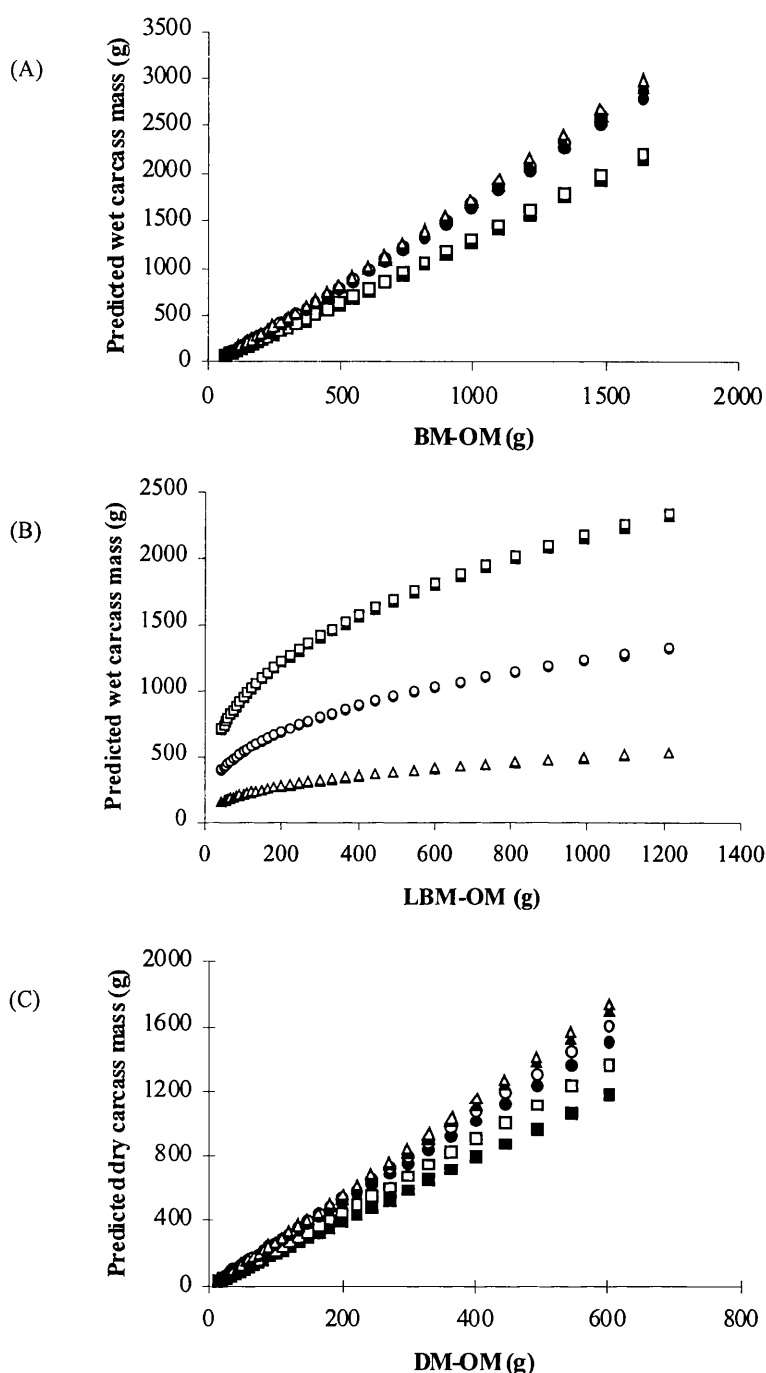 (A)
Predicted wet carcass mass (g)
3500
3000
2500
2000
1500
1000
500
0
0 500 1000 1500 2000
BM-OM (g)
(B)
Predicted wet carcass mass (g)
2500
2000
1500
1000
500
0
0 200 400 600 800 1000 1200 1400
LBM-OM (g)
(C)
Predicted dry carcass mass (g)
2000
1600
1200
800
400
0
0 200 400 600 800
DM-OM (g)